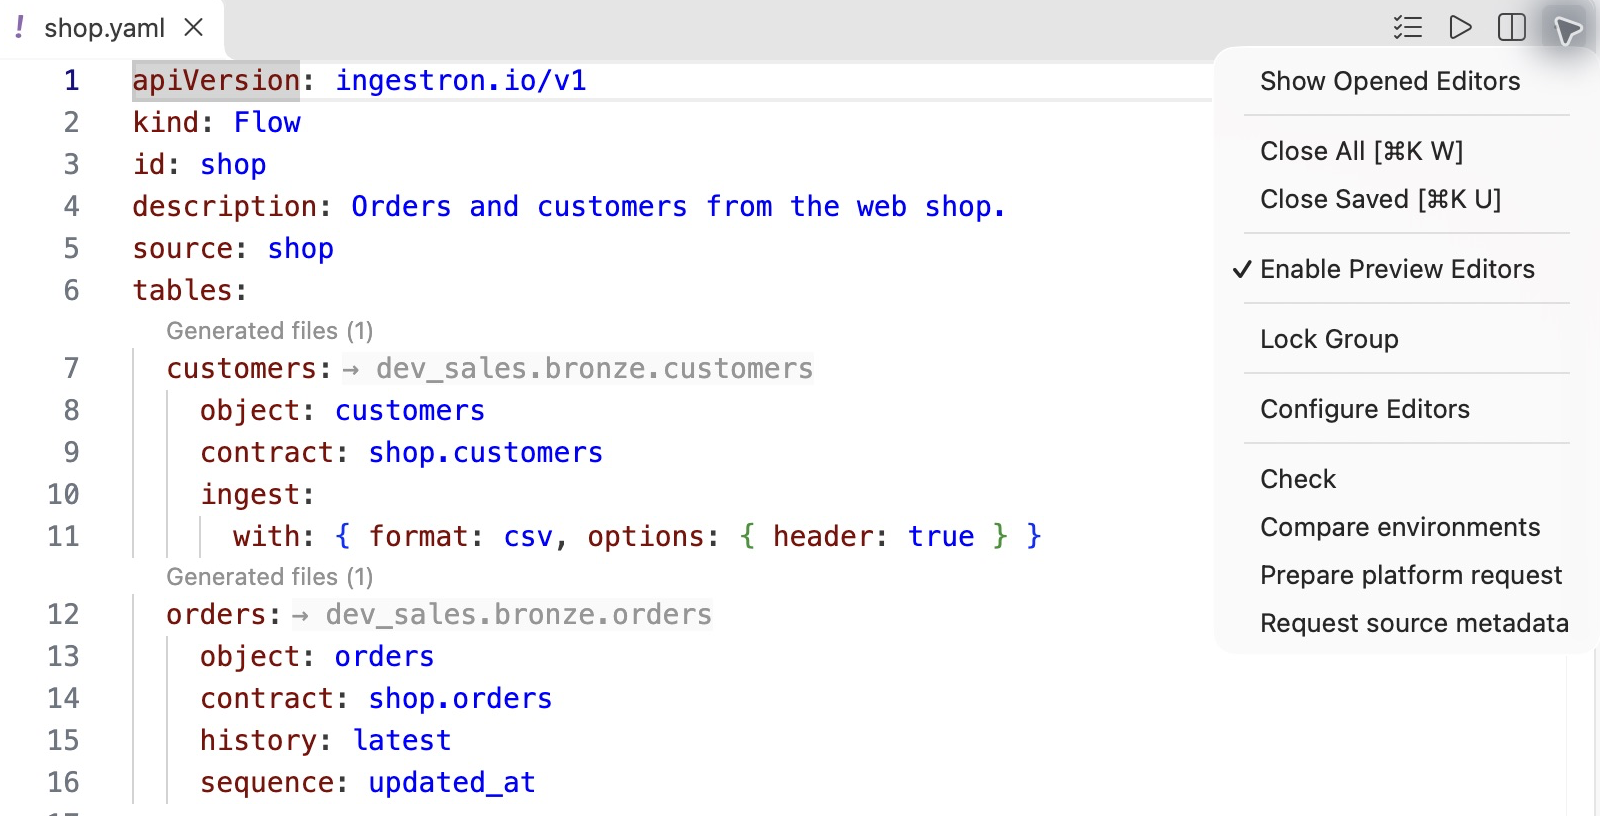 ! shop.yaml
1 apiVersion: ingestron.io/v1
2 kind: Flow
3 id: shop
4 description: Orders and customers from the web shop.
5 source: shop
6 tables:
Generated files (1)
7 customers: → dev_sales.bronze.customers
8 object: customers
9 contract: shop.customers
10 ingest:
11 with: { format: csv, options: { header: true } }
Generated files (1)
12 orders: → dev_sales.bronze.orders
13 object: orders
14 contract: shop.orders
15 history: latest
16 sequence: updated_at
Show Opened Editors
Close All [⌘K W]
Close Saved [⌘K U]
✓ Enable Preview Editors
Lock Group
Configure Editors
Check
Compare environments
Prepare platform request
Request source metadata